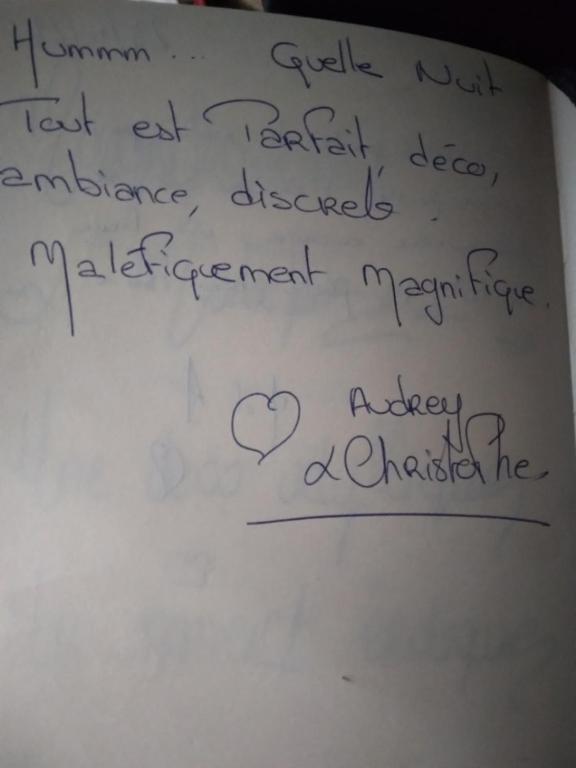 Hummm... Quelle Nuit
Tout est Parfait, déco,
ambiance, discret.
Maléfiquement Magnifique.
♡ Audrey
& Christophe